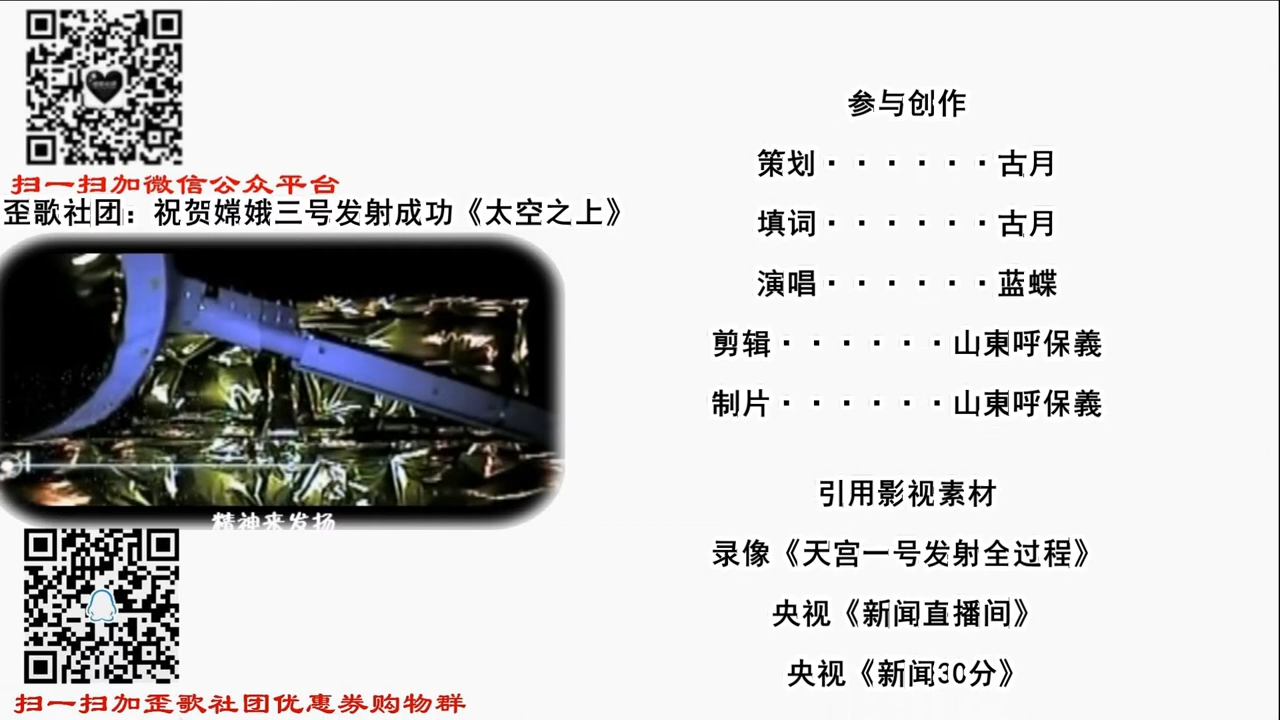 扫一扫加微信公众平台
歪歌社团：祝贺嫦娥三号发射成功《太空之上》
精神来发扬
扫一扫加歪歌社团优惠券购物群
参与创作
策划······古月
填词······古月
演唱······蓝蝶
剪辑······山東呼保義
制片······山東呼保義
引用影视素材
录像《天宫一号发射全过程》
央视《新闻直播间》
央视《新闻30分》